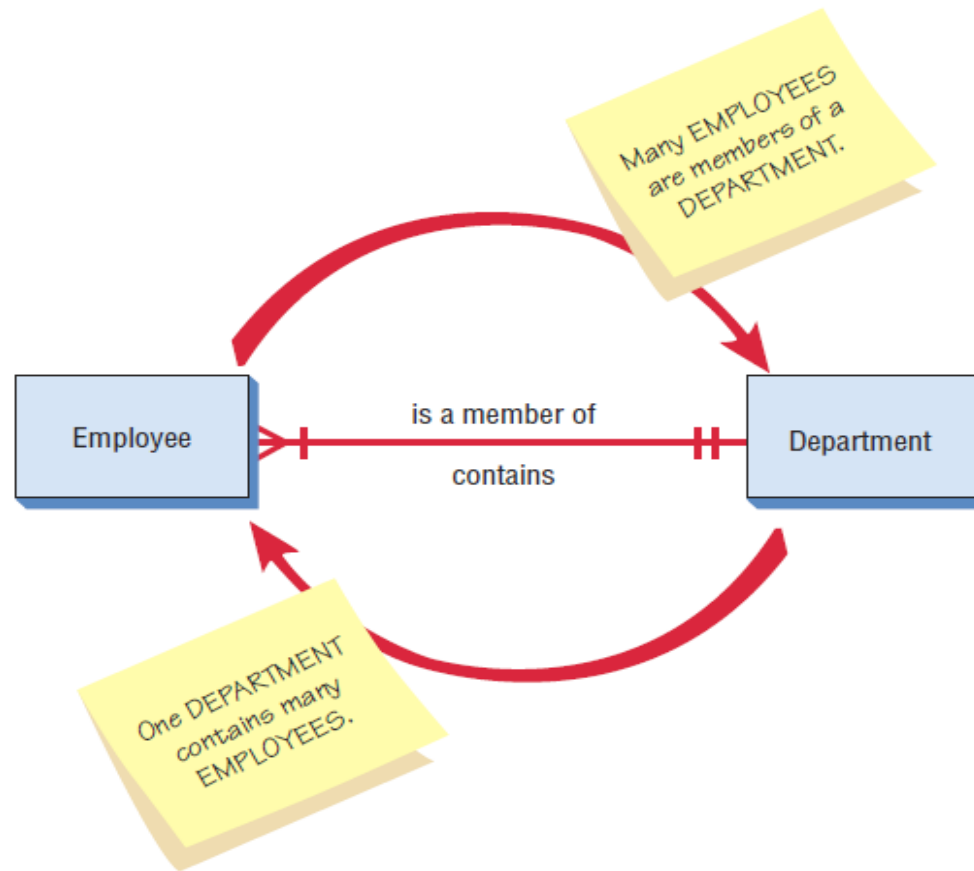 Many EMPLOYEES
are members of a
DEPARTMENT.
Employee
is a member of
contains
Department
One DEPARTMENT
contains many
EMPLOYEES.